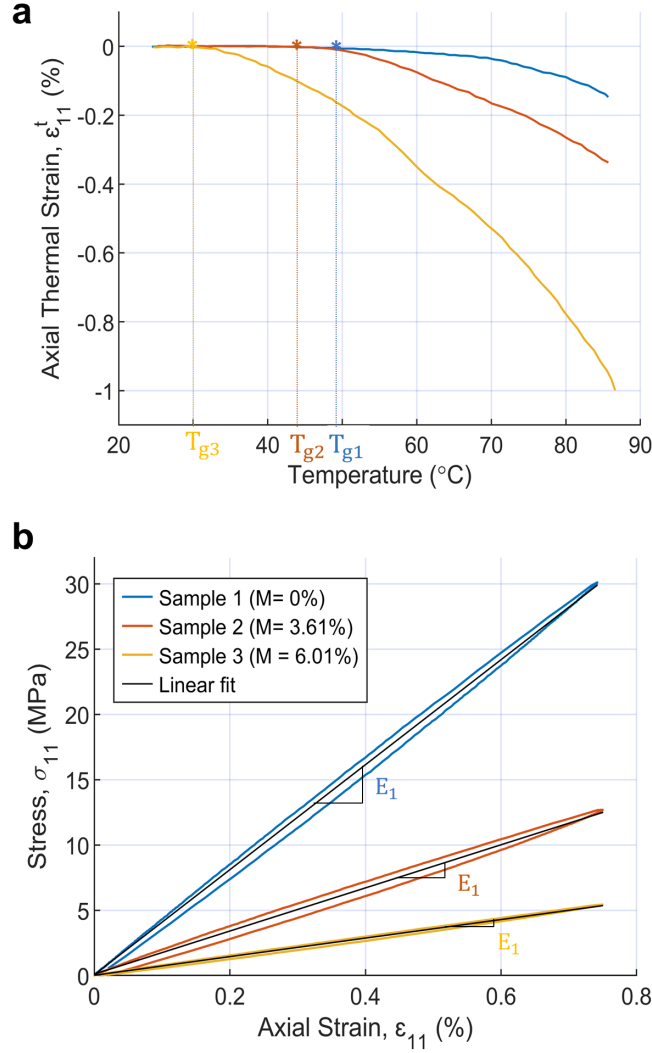 a
Axial Thermal Strain, ε₁₁ᵗ (%)
0
-0.2
-0.4
-0.6
-0.8
-1
20 40 60 70 80 90
T_g3 T_g2 T_g1
Temperature (°C)
b
Stress, σ₁₁ (MPa)
30
25
20
15
10
5
0
Sample 1 (M= 0%)
Sample 2 (M= 3.61%)
Sample 3 (M = 6.01%)
Linear fit
E₁
E₁
E₁
0 0.2 0.4 0.6 0.8
Axial Strain, ε₁₁ (%)